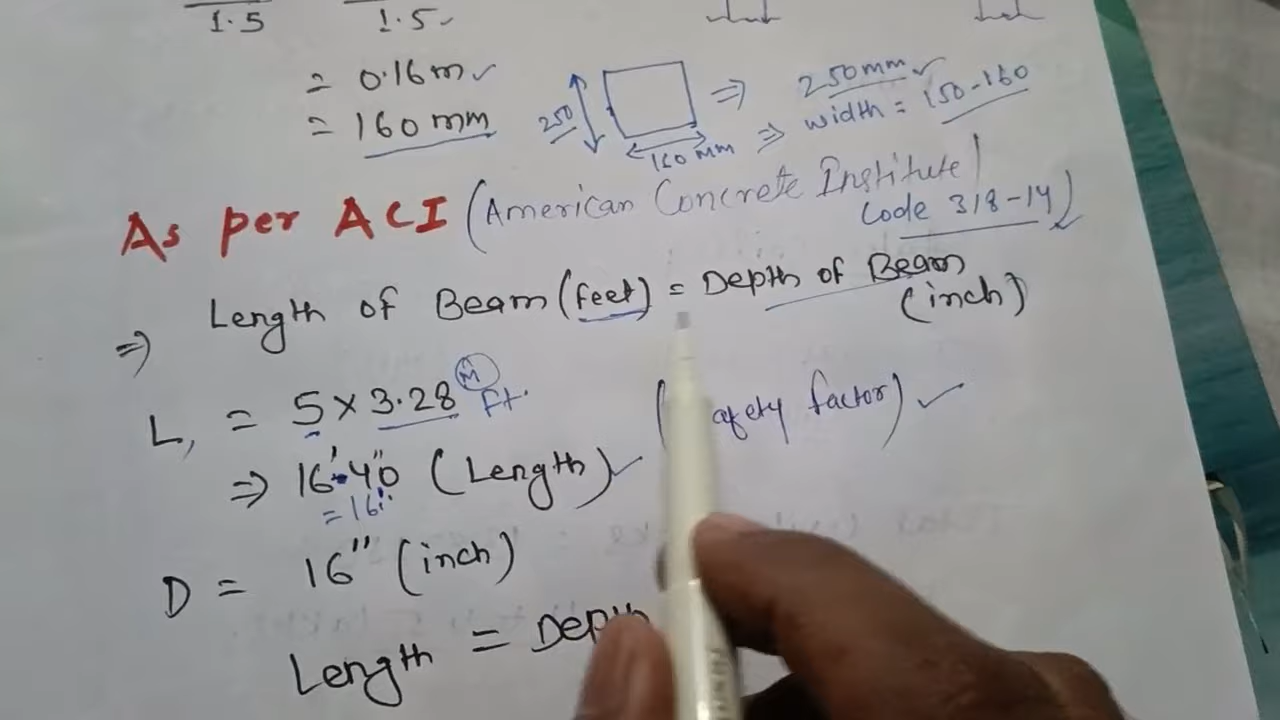 1.5 1.5
= 0.16m
= 160 mm
250
160 mm
⇒ 250mm
⇒ width = 150-160
As per ACI (American Concrete Institute
Code 318-14)
⇒ Length of Beam (feet) = Depth of Beam
(inch)
L, = 5 x 3.28 Ft.
M
(afety factor)
⇒ 16'-40" (Length)
= 16'
D = 16" (inch)
Length = Depth